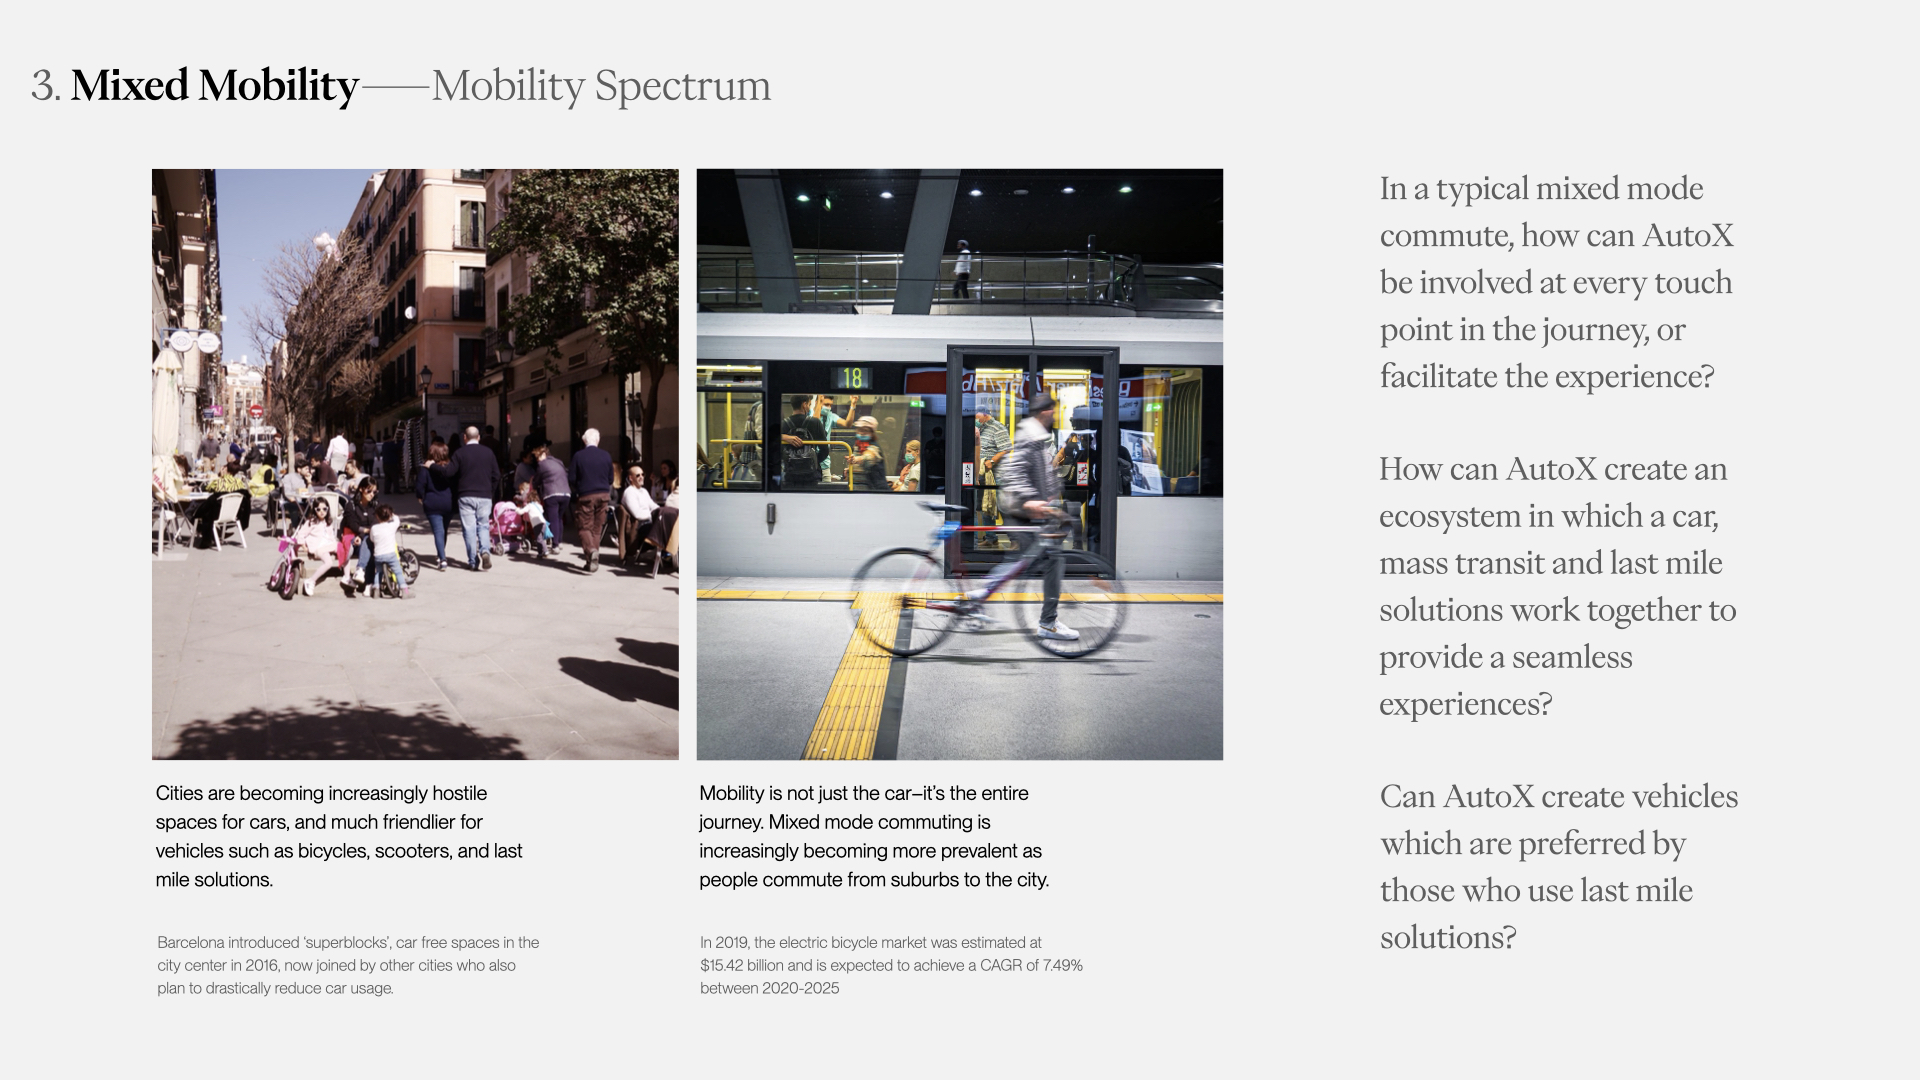 3. Mixed Mobility——Mobility Spectrum
18
Cities are becoming increasingly hostile
spaces for cars, and much friendlier for
vehicles such as bicycles, scooters, and last
mile solutions.
Barcelona introduced ‘superblocks’, car free spaces in the
city center in 2016, now joined by other cities who also
plan to drastically reduce car usage.
Mobility is not just the car–it’s the entire
journey. Mixed mode commuting is
increasingly becoming more prevalent as
people commute from suburbs to the city.
In 2019, the electric bicycle market was estimated at
$15.42 billion and is expected to achieve a CAGR of 7.49%
between 2020-2025
In a typical mixed mode
commute, how can AutoX
be involved at every touch
point in the journey, or
facilitate the experience?
How can AutoX create an
ecosystem in which a car,
mass transit and last mile
solutions work together to
provide a seamless
experiences?
Can AutoX create vehicles
which are preferred by
those who use last mile
solutions?